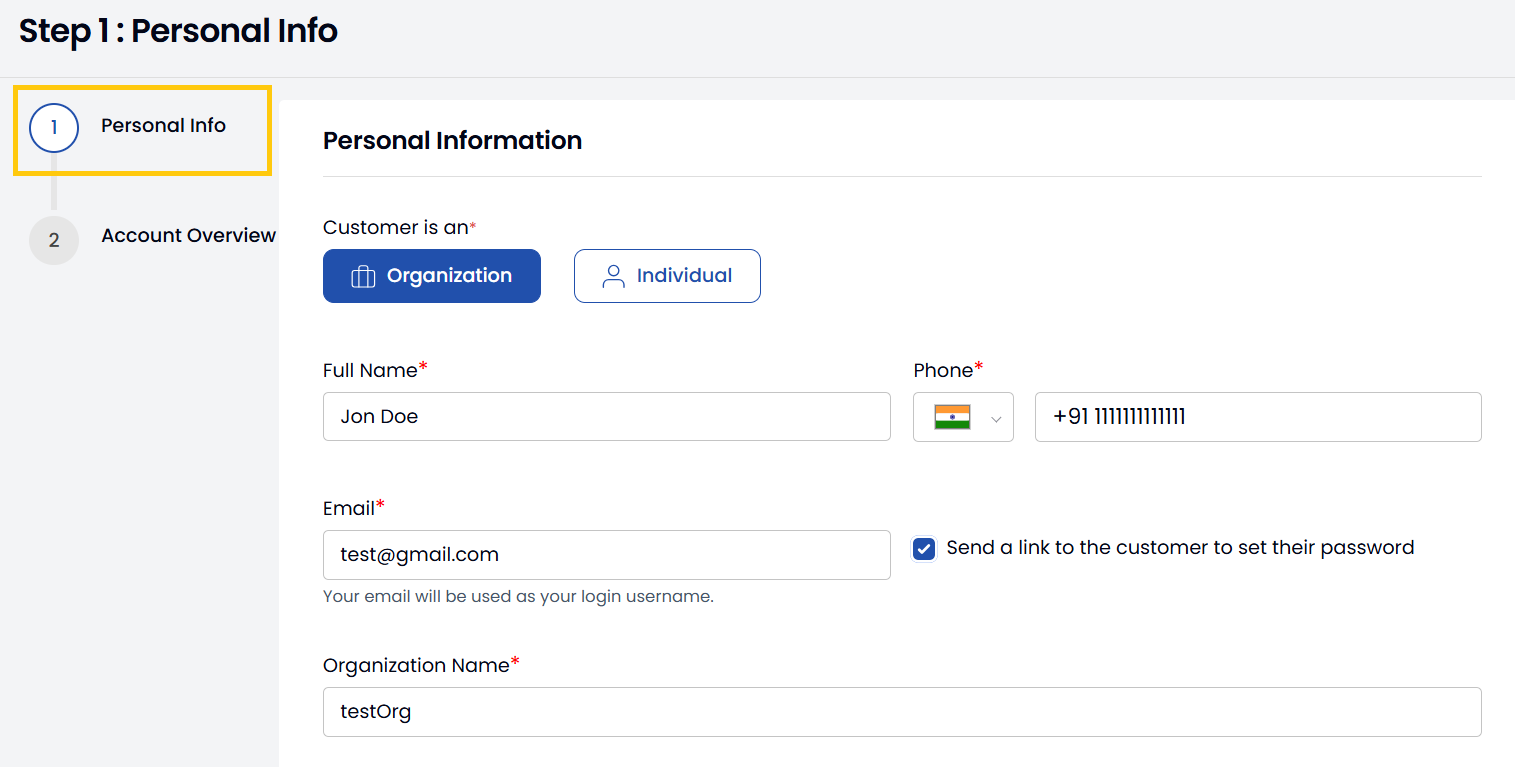 Step 1 : Personal Info
1 Personal Info
2 Account Overview
Personal Information
Customer is an*
Organization Individual
Full Name* Phone*
Jon Doe +91 111111111111
Email*
test@gmail.com Send a link to the customer to set their password
Your email will be used as your login username.
Organization Name*
testOrg